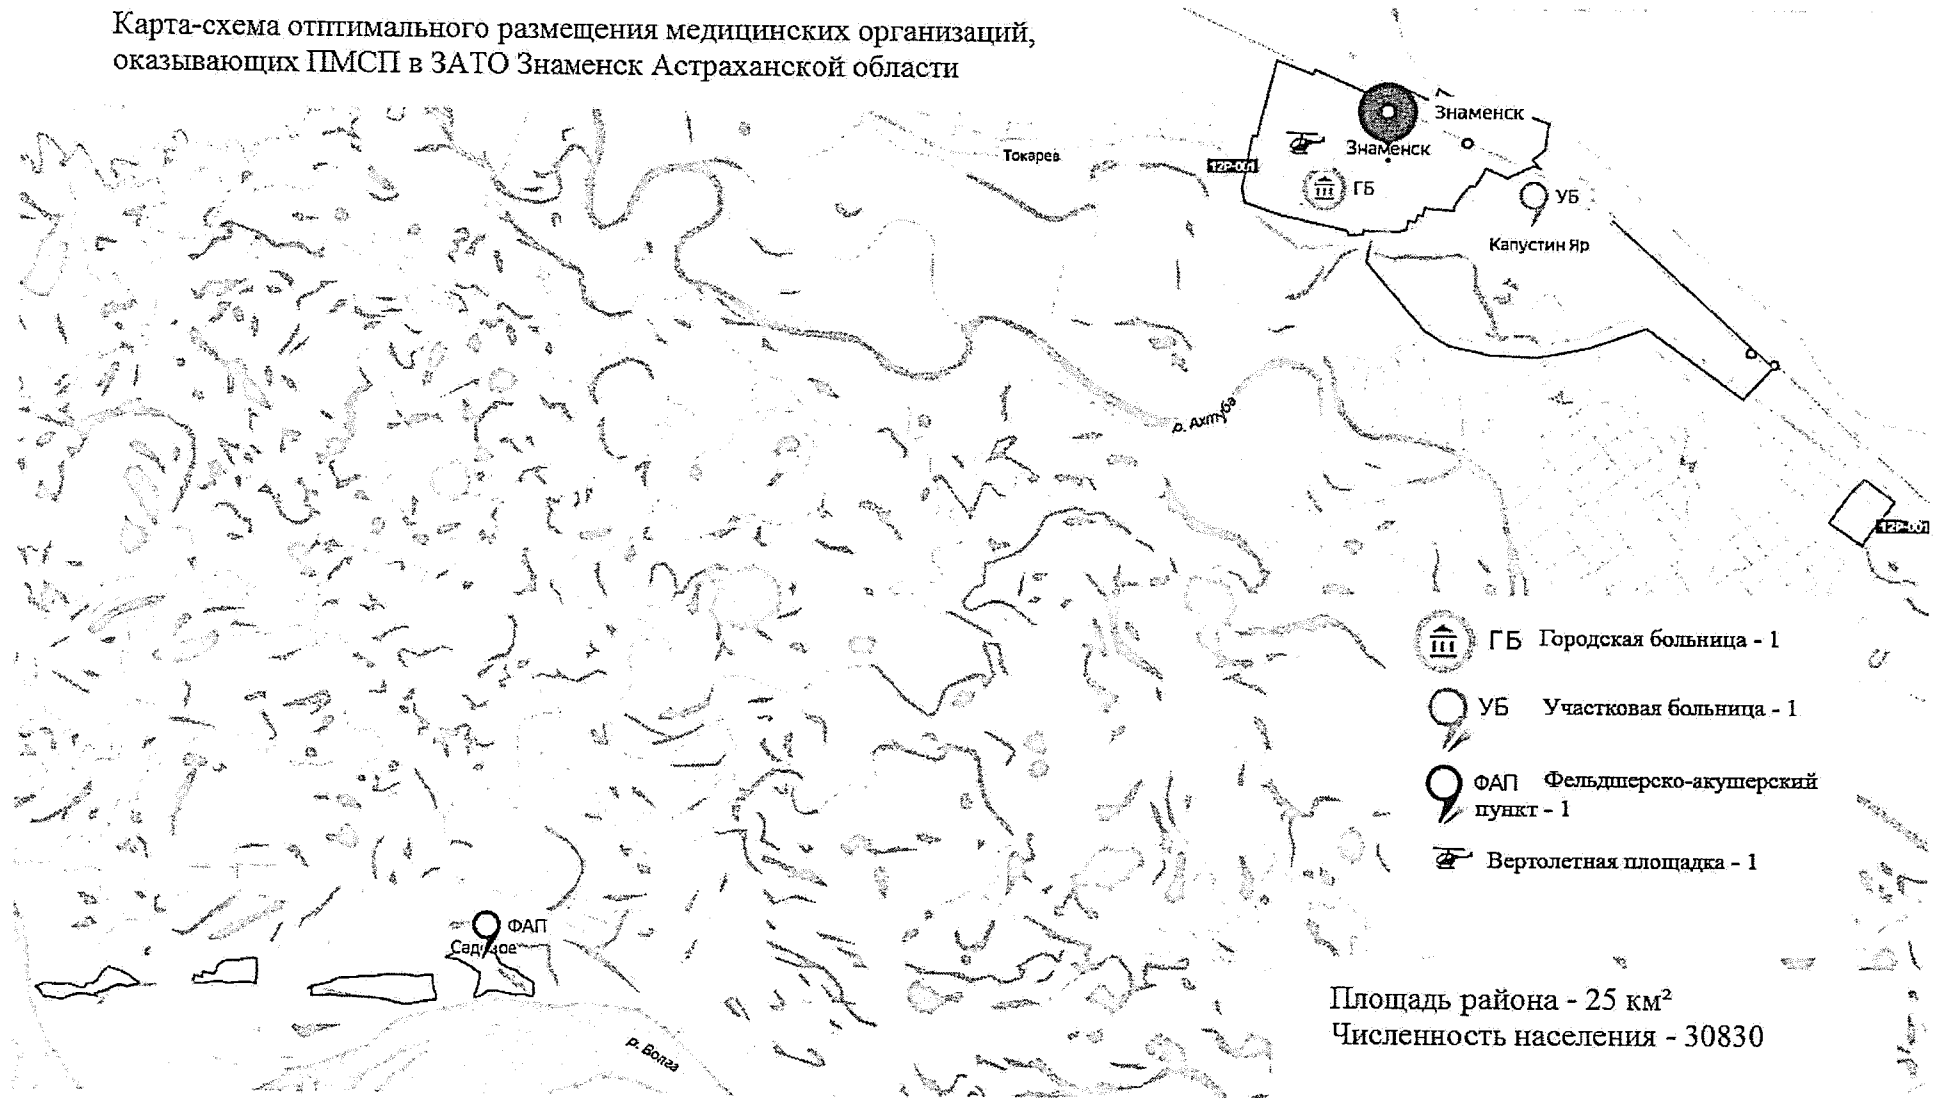 Карта-схема отптимального размещения медицинских организаций,
оказывающих ПМСП в ЗАТО Знаменск Астраханской области
Знаменск
Токарев
Знаменск
12Р-001
ГБ
УБ
Капустин Яр
р. Ахтуба
12Р-001
ГБ Городская больница - 1
УБ Участковая больница - 1
ФАП Фельдшерско-акушерский
пункт - 1
Вертолетная площадка - 1
ФАП
Садовое
Площадь района - 25 км²
Численность населения - 30830
р. Волга